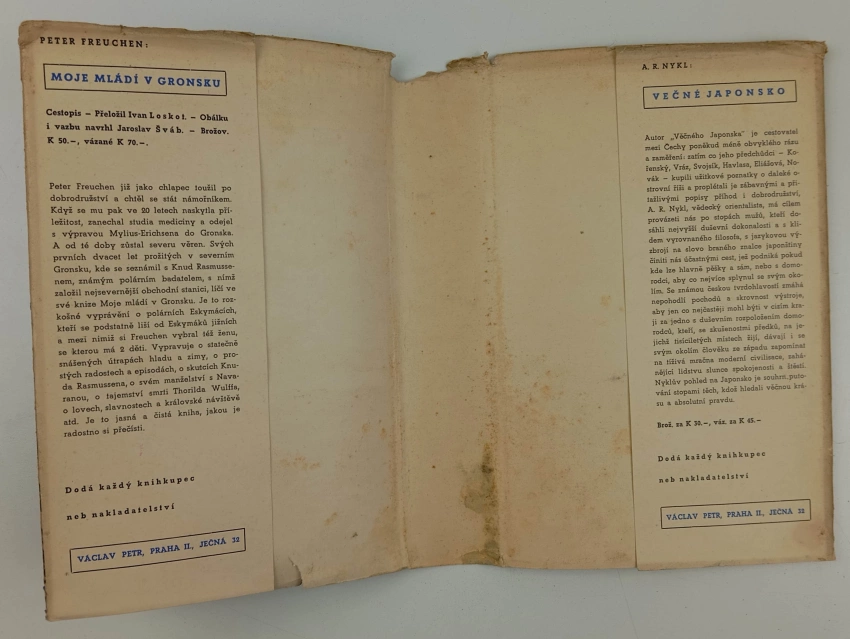 PETER FREUCHEN:
MOJE MLÁDÍ V GRONSKU
Cestopis – Přeložil Ivan Loskot. – Obálku
i vazbu navrhl Jaroslav Šváb. – Brožov.
K 50.–, vázané K 70.–.
Peter Freuchen již jako chlapec toužil po
dobrodružství a chtěl se stát námořníkem.
Když se mu pak ve 20 letech naskytla pří-
ležitost, zanechal studia medicíny a odejel
s výpravou Mylius-Erichsena do Gronska.
A od té doby zůstal severu věren. Svých
prvních dvacet let prožitých v severním
Gronsku, kde se seznámil s Knud Rasmusse-
nem, známým polárním badatelem, s nímž
založil nejsevernější obchodní stanici, líčí ve
své knize Moje mládí v Gronsku. Je to roz-
košné vyprávění o polárních Eskymácích,
kteří se podstatně liší od Eskymáků jižních
a mezi nimiž si Freuchen vybral též ženu,
se kterou má 2 děti. Vypravuje o statečně
snášených útrapách hladu a zimy, o pro-
stých radostech a episodách, o skutcích Knu-
da Rasmussena, o svém manželství s Nava-
ranou, o tajemství smrti Thorilda Wulffa,
o lovech, slavnostech a královské návštěvě
atd. Je to jasná a čistá kniha, jakou je
radostno si přečísti.
Dodá každý knihkupec
neb nakladatelství
VÁCLAV PETR, PRAHA II., JEČNÁ 32
A. R. NYKL:
VEČNÉ JAPONSKO
Autor „Věčného Japonska" je cestovatel
mezi Čechy poněkud méně obvyklého rázu
a zaměření: zatím co jeho předchůdci – Ko-
ženský, Vráz, Svojsík, Havlasa, Eliášová, No-
vák – kupili užitkové poznatky o daleké o-
strovní říši a proplétali je zábavnými a při-
tažlivými popisy příhod i dobrodružství,
A. R. Nykl, vědecký orientalista, má cílem
provázeti nás po stopách mužů, kteří do-
sáhli nejvyšší duševní dokonalosti a s kli-
dem vyrovnaného filosofa, s jazykovou vý-
zbrojí na slovo braného znalce japonštiny
činiti nás účastnými cest, jež podniká pokud
kde lze hlavně pěšky a sám, nebo s domo-
rodci, aby co nejvíce splynul se svým oko-
lím. Se známou českou tvrdohlavostí zmáhá
nepohodlí pochodů a skrovnost výstroje,
aby jen co nejčastěji mohl býti v cizím kra-
ji za jedno s duševním rozpoložením domo-
rodců, kteří, se zkušenostmi předků, na je-
jichž tisíciletých místech žijí, dávají i se
svým okolím člověku ze západu zapomínat
na tíživá mračna moderní civilisace, zahá-
nějící lidstvu slunce spokojenosti a štěstí.
Nyklův pohled na Japonsko je souhrn puto-
vání stopami těch, kdož hledali věčnou krá-
su a absolutní pravdu.
Brož. za K 30.–, váz. za K 45.–
Dodá každý knihkupec
neb nakladatelství
VÁCLAV PETR, PRAHA II., JEČNÁ 32